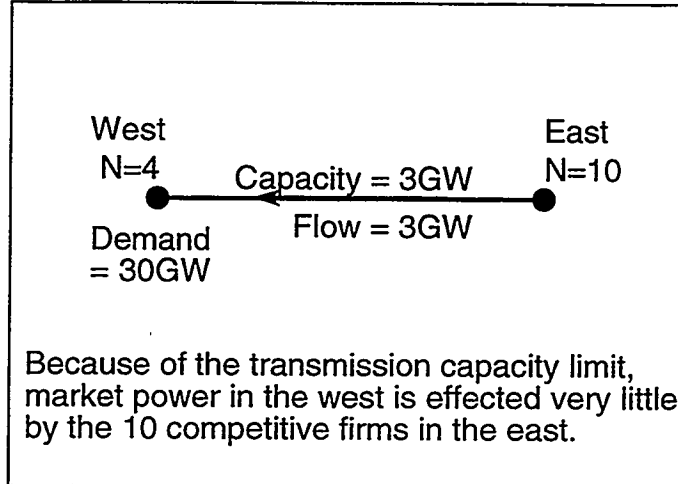 West
N=4
East
N=10
Capacity = 3GW
Flow = 3GW
Demand
= 30GW
Because of the transmission capacity limit,
market power in the west is effected very little
by the 10 competitive firms in the east.